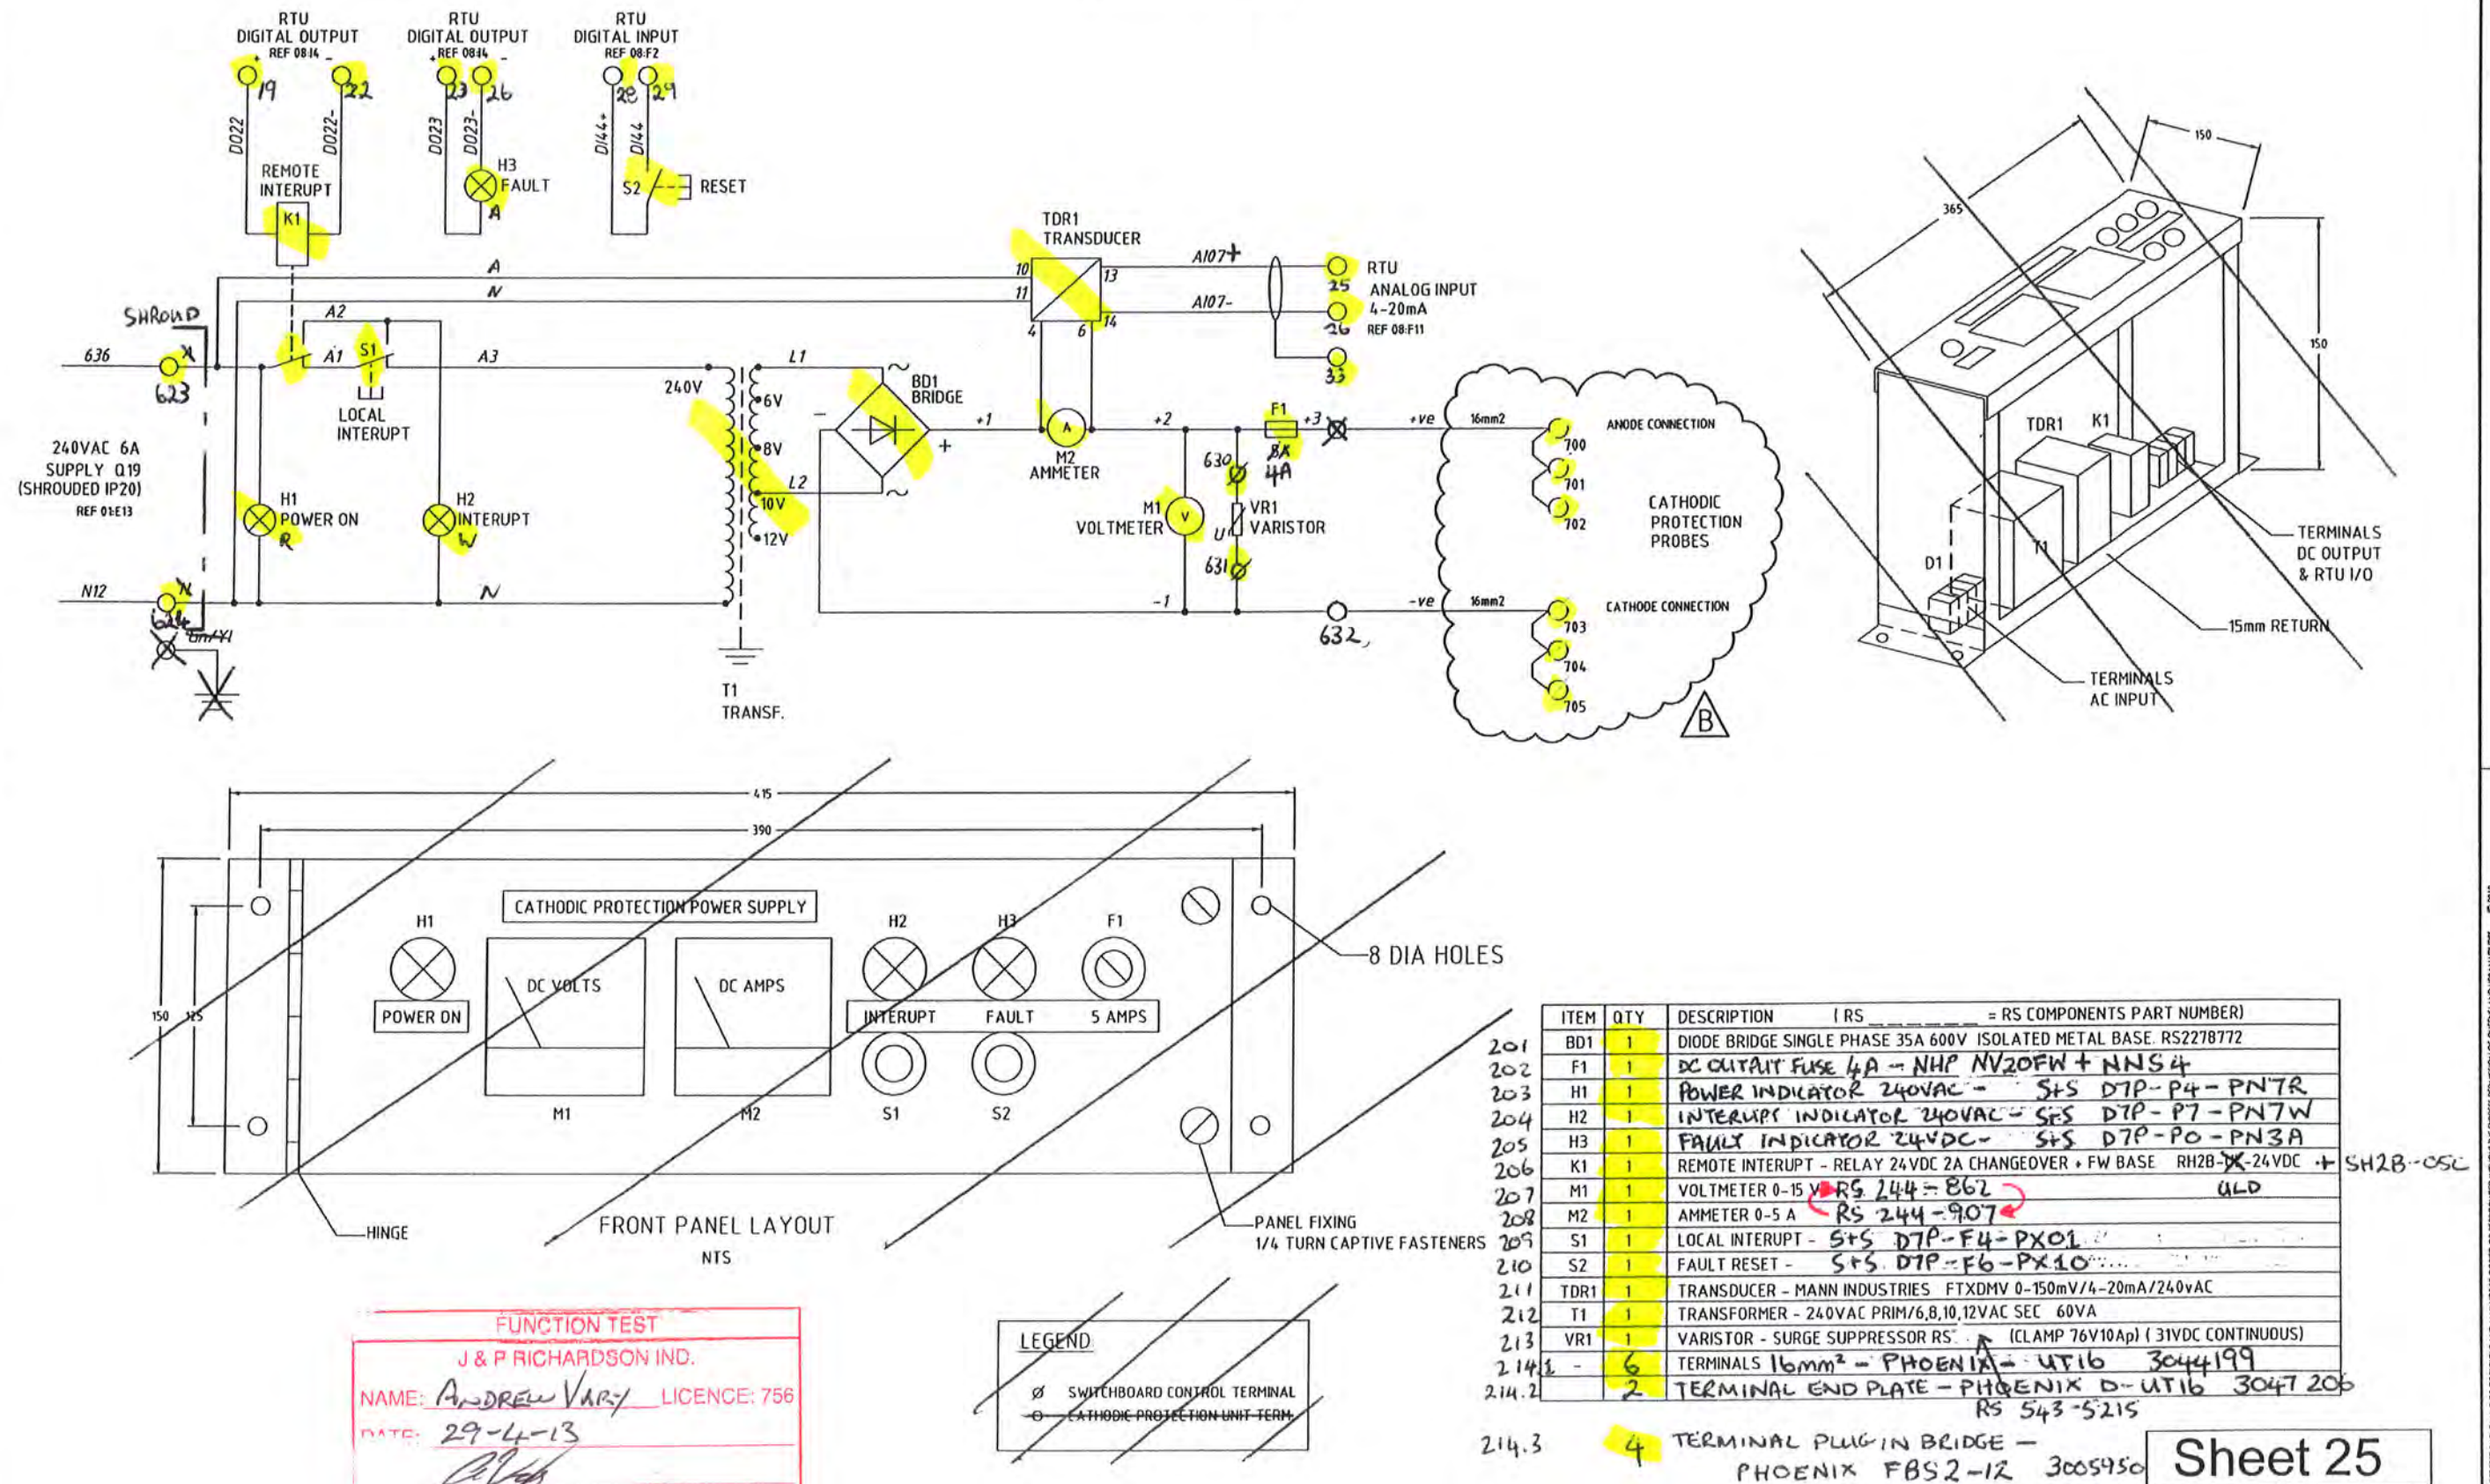 RTU
DIGITAL OUTPUT
REF 08:14
RTU
DIGITAL OUTPUT
REF 08:14
RTU
DIGITAL INPUT
REF 08:F2
+ -
+ -
19 22
23 26
28 29
DO22 DO22-
DO23 DO23-
DI44+ DI44
REMOTE
INTERUPT
K1
H3
FAULT
A
S2
RESET
TDR1
TRANSDUCER
10
11
13
14
4 6
AI07+
AI07-
RTU
25
ANALOG INPUT
4-20mA
26
REF 08:F11
33
A
N
SHROUD
A2
636
623
A1
S1
A3
LOCAL
INTERUPT
240VAC 6A
SUPPLY Q19
(SHROUDED IP20)
REF 01:E13
H1
POWER ON
R
H2
INTERUPT
W
N12
624
Gn/Yl
N
240V
L1
6V
8V
L2
10V
12V
T1
TRANSF.
BD1
BRIDGE
-
+
+1
A
M2
AMMETER
+2
F1
+3
4A
630
M1
VOLTMETER
V
VR1
VARISTOR
U
631
-1
632
+ve 16mm2
-ve 16mm2
700
701
702
ANODE CONNECTION
CATHODIC
PROTECTION
PROBES
CATHODE CONNECTION
703
704
705
B
150
365
150
TDR1
K1
T1
D1
TERMINALS
DC OUTPUT
& RTU I/O
15mm RETURN
TERMINALS
AC INPUT
415
390
150
125
CATHODIC PROTECTION POWER SUPPLY
H1
POWER ON
DC VOLTS
M1
DC AMPS
M2
H2 H3 F1
INTERUPT FAULT 5 AMPS
S1 S2
8 DIA HOLES
HINGE
FRONT PANEL LAYOUT
NTS
PANEL FIXING
1/4 TURN CAPTIVE FASTENERS
ITEM QTY DESCRIPTION ( RS _ _ _ _ _ _ = RS COMPONENTS PART NUMBER)
201 BD1 1 DIODE BRIDGE SINGLE PHASE 35A 600V ISOLATED METAL BASE. RS2278772
202 F1 1 DC OUTPUT FUSE 4A - NHP NV20FW + NNS4
203 H1 1 POWER INDICATOR 240VAC - S+S D7P-P4-PN7R
204 H2 1 INTERUPT INDICATOR 240VAC - S+S D7P-P7-PN7W
205 H3 1 FAULT INDICATOR 24VDC - S+S D7P-P0-PN3A
206 K1 1 REMOTE INTERUPT - RELAY 24VDC 2A CHANGEOVER + FW BASE RH2B- -24VDC + SH2B-05C
207 M1 1 VOLTMETER 0-15 V RS 244-862 ULD
208 M2 1 AMMETER 0-5 A RS 244-907
209 S1 1 LOCAL INTERUPT - S+S D7P-F4-PX01
210 S2 1 FAULT RESET - S+S D7P-F6-PX10
211 TDR1 1 TRANSDUCER - MANN INDUSTRIES FTXDMV 0-150mV/4-20mA/240vAC
212 T1 1 TRANSFORMER - 240VAC PRIM/6,8,10,12VAC SEC 60VA
213 VR1 1 VARISTOR - SURGE SUPPRESSOR RS (CLAMP 76V10Ap) (31VDC CONTINUOUS)
214.1 - 6 TERMINALS 16mm² - PHOENIX - UT16 3044199
214.2 2 TERMINAL END PLATE - PHOENIX D-UT16 3047206
RS 543-5215
214.3 4 TERMINAL PLUG IN BRIDGE -
PHOENIX FBS2-12 3005950
FUNCTION TEST
J & P RICHARDSON IND.
NAME: ANDREW VARY LICENCE: 756
DATE: 29-4-13
LEGEND
Ø SWITCHBOARD CONTROL TERMINAL
O CATHODIC PROTECTION UNIT TERM.
Sheet 25